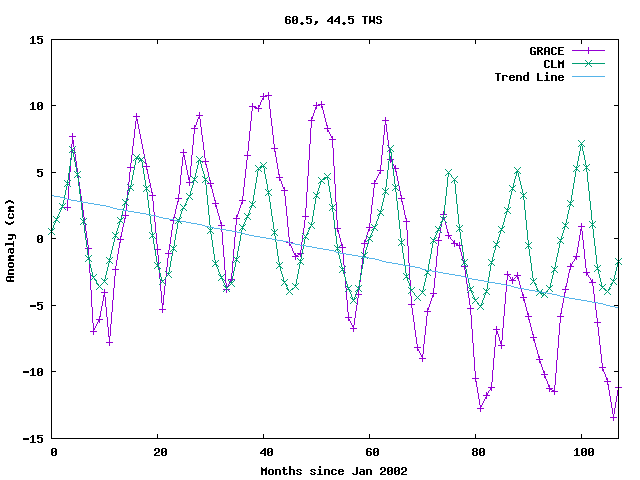 60.5, 44.5 TWS
GRACE
CLM
Trend Line
15
10
5
0
-5
-10
-15
Anomaly (cm)
0 20 40 60 80 100
Months since Jan 2002